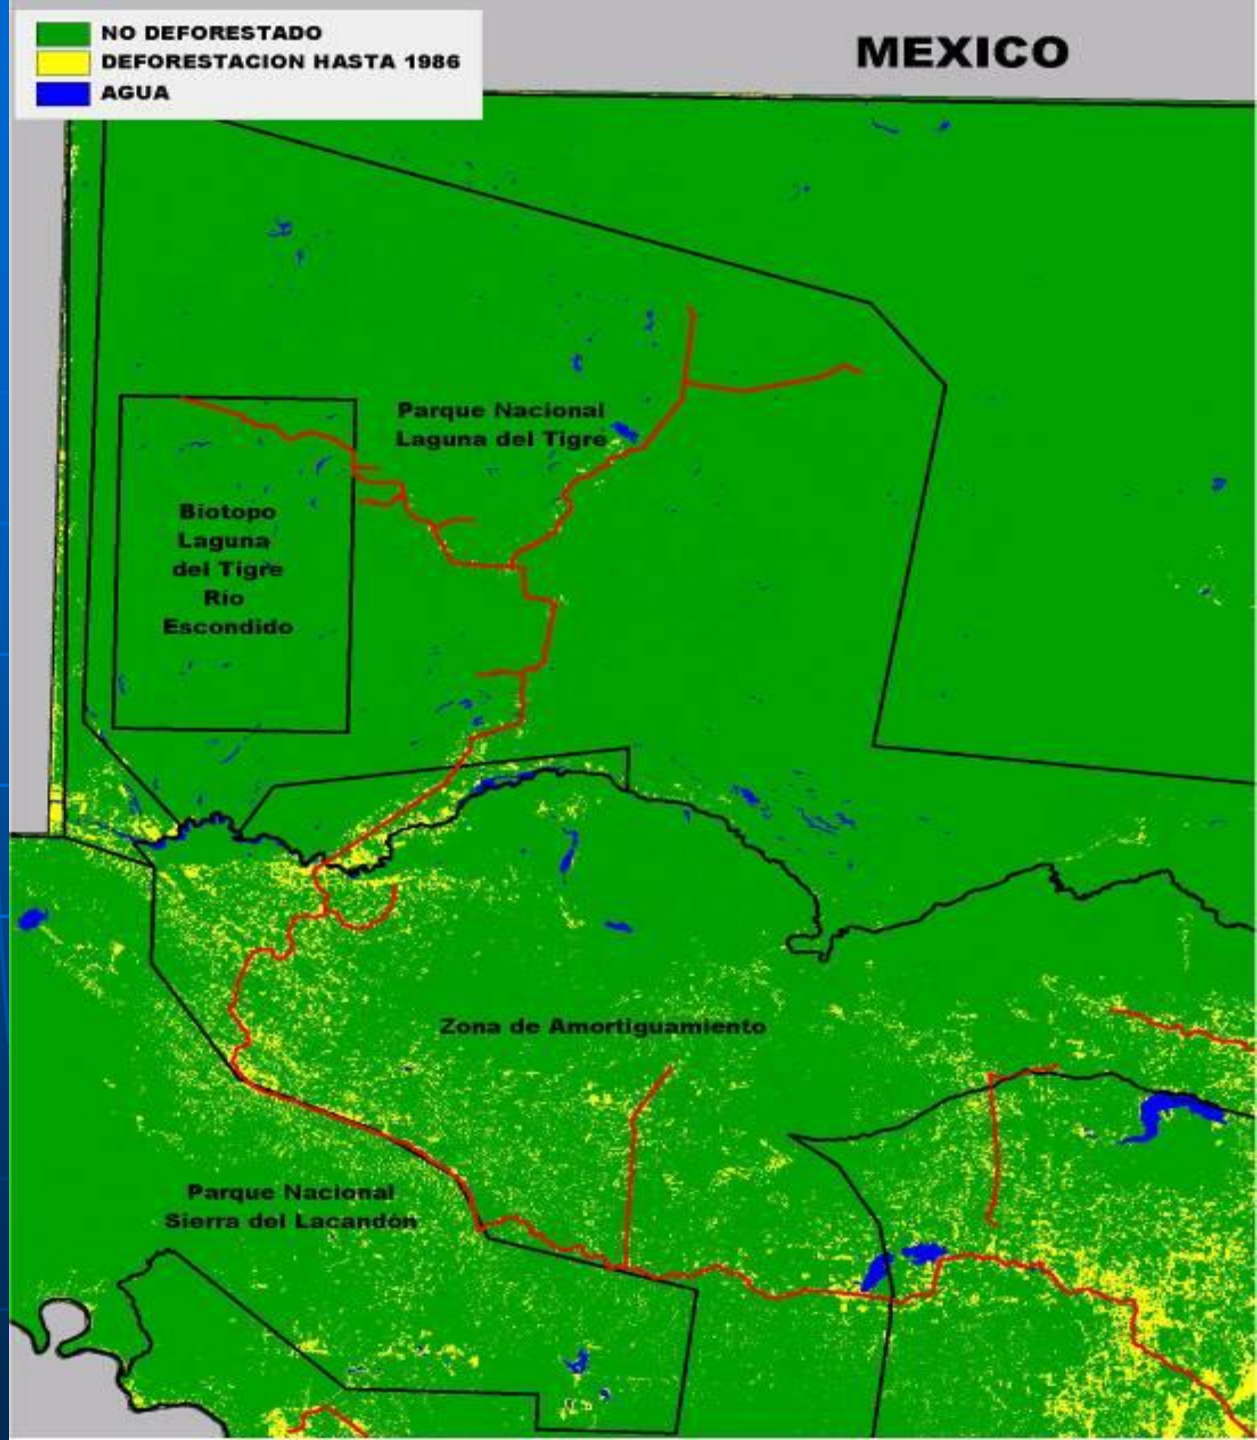 NO DEFORESTADO
DEFORESTACION HASTA 1986
AGUA
MEXICO
Parque Nacional
Laguna del Tigre
Biotopo
Laguna
del Tigre
Rio
Escondido
Zona de Amortiguamiento
Parque Nacional
Sierra del Lacandón